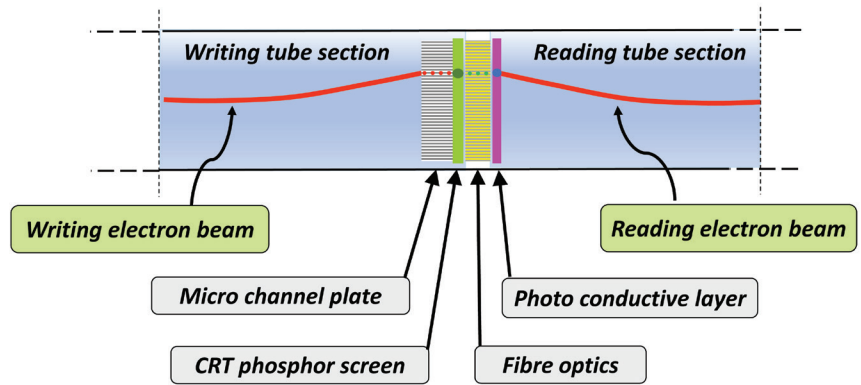 Writing tube section
Reading tube section
Writing electron beam
Reading electron beam
Micro channel plate
Photo conductive layer
CRT phosphor screen
Fibre optics